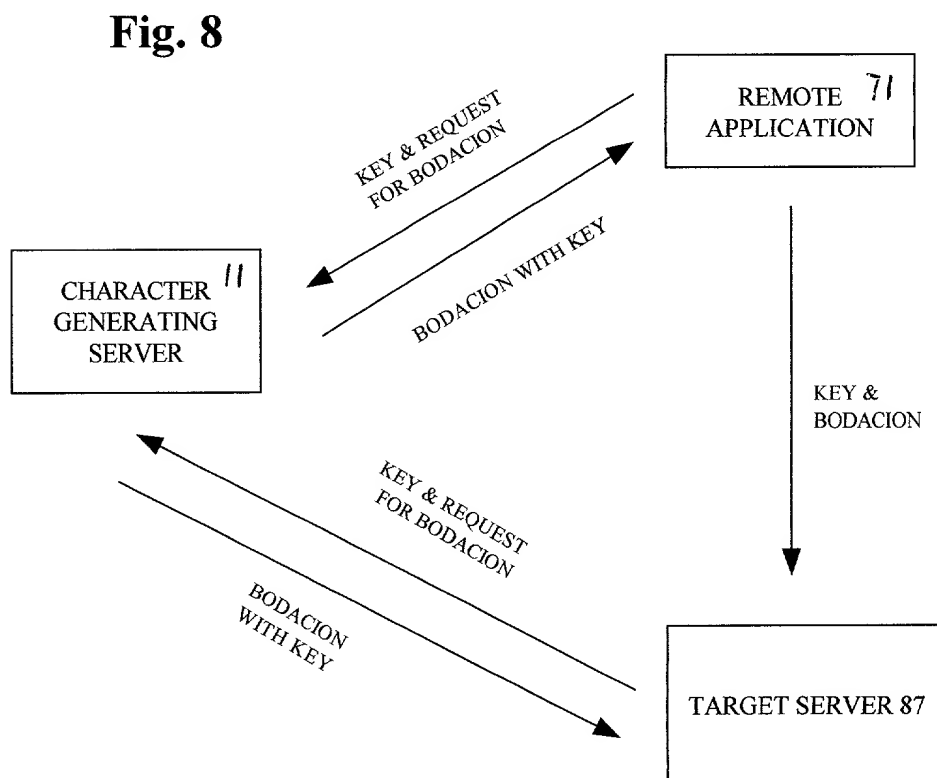 Fig. 8
REMOTE 71
APPLICATION
KEY & REQUEST
FOR BODACION
BODACION WITH KEY
CHARACTER 11
GENERATING
SERVER
KEY &
BODACION
KEY & REQUEST
FOR BODACION
BODACION
WITH KEY
TARGET SERVER 87